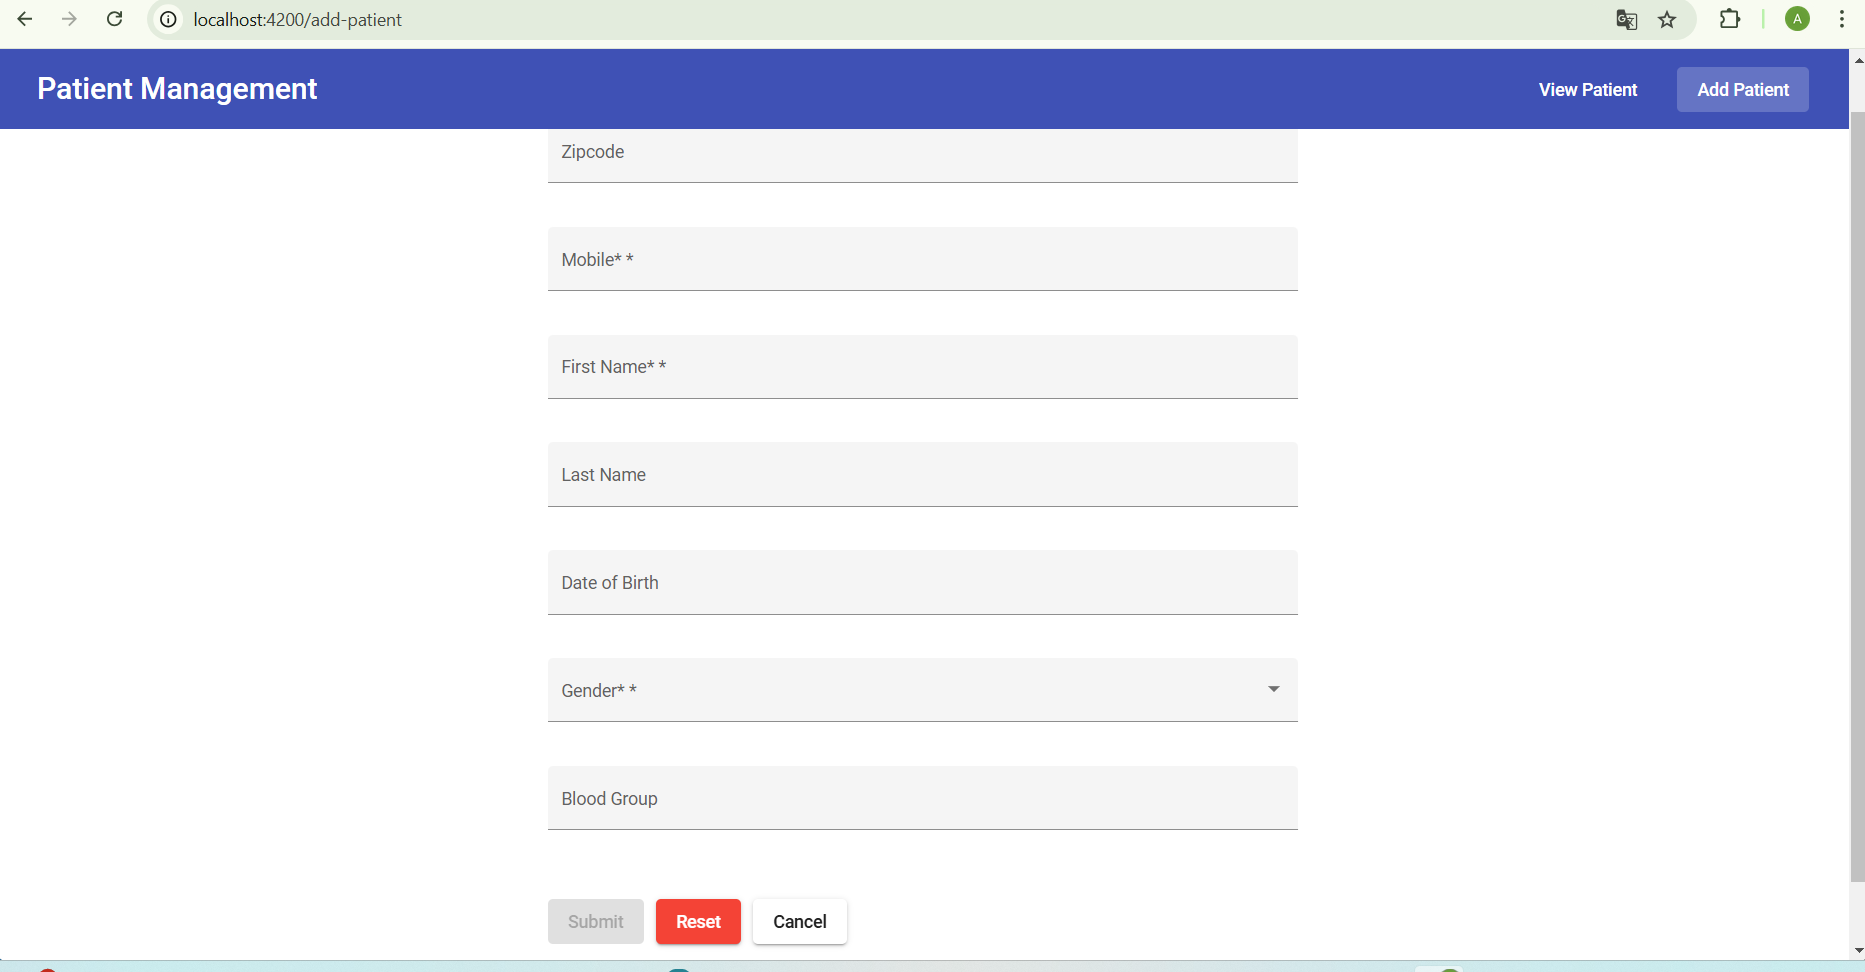 localhost:4200/add-patient
A
Patient Management
View Patient
Add Patient
Zipcode
Mobile* *
First Name* *
Last Name
Date of Birth
Gender* *
Blood Group
Submit
Reset
Cancel